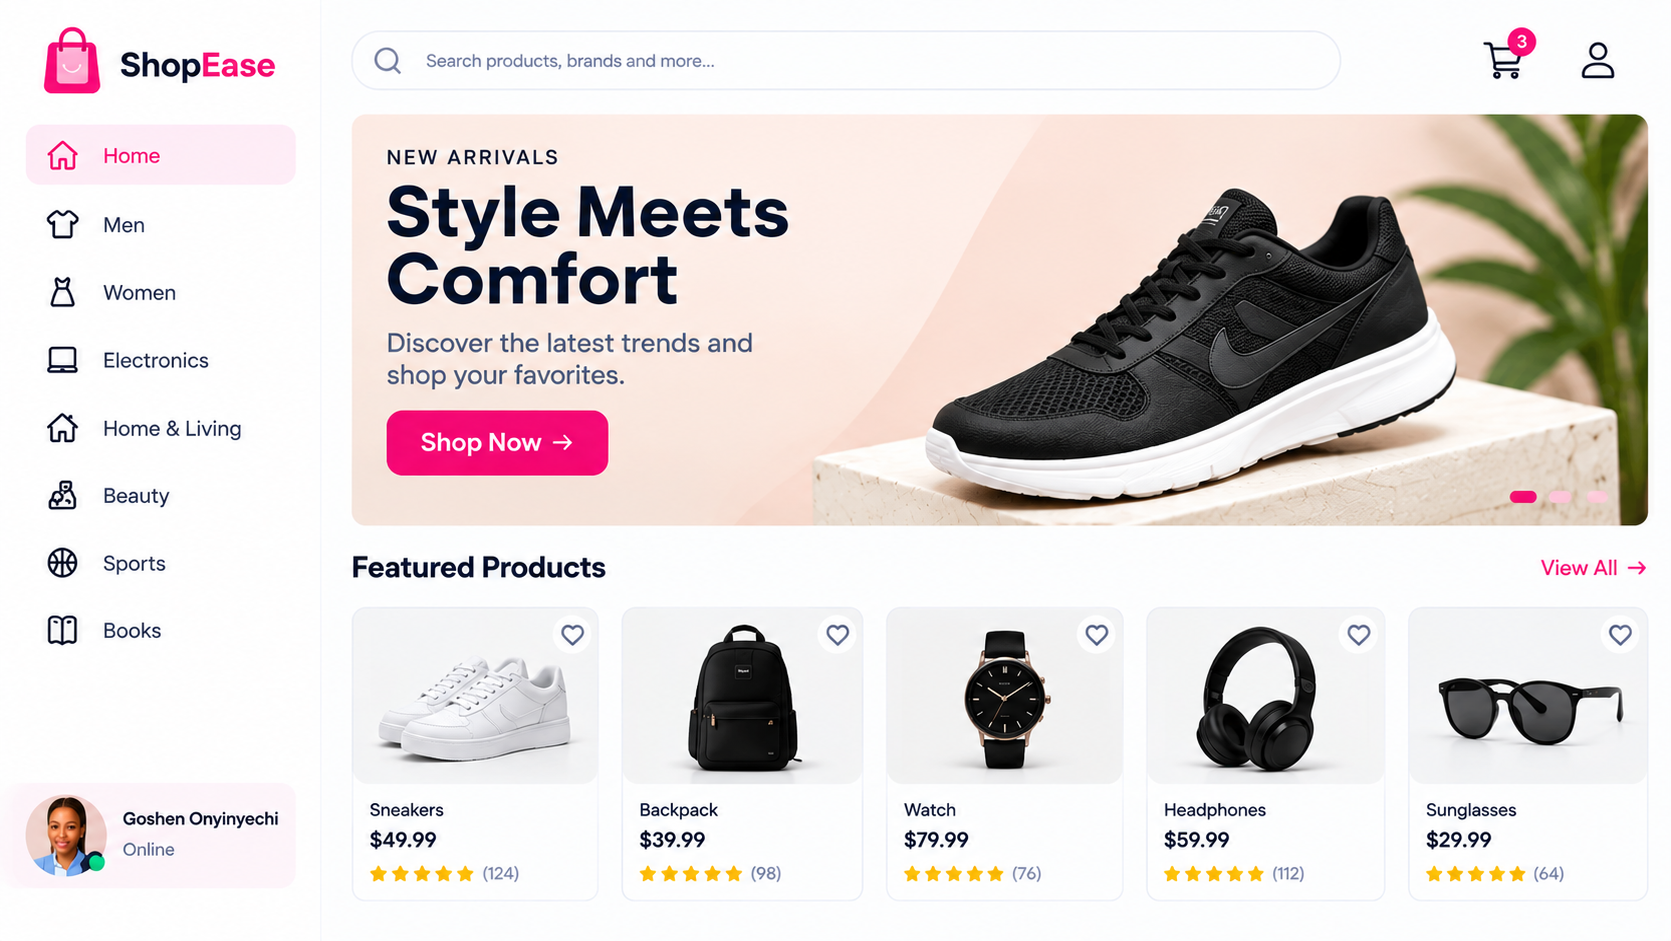 ShopEase
Search products, brands and more...
3
Home
Men
Women
Electronics
Home & Living
Beauty
Sports
Books
Goshen Onyinyechi
Online
NEW ARRIVALS
Style Meets
Comfort
Discover the latest trends and
shop your favorites.
Shop Now →
Featured Products
View All →
Sneakers
$49.99
(124)
Backpack
$39.99
(98)
Watch
$79.99
(76)
Headphones
$59.99
(112)
Sunglasses
$29.99
(64)